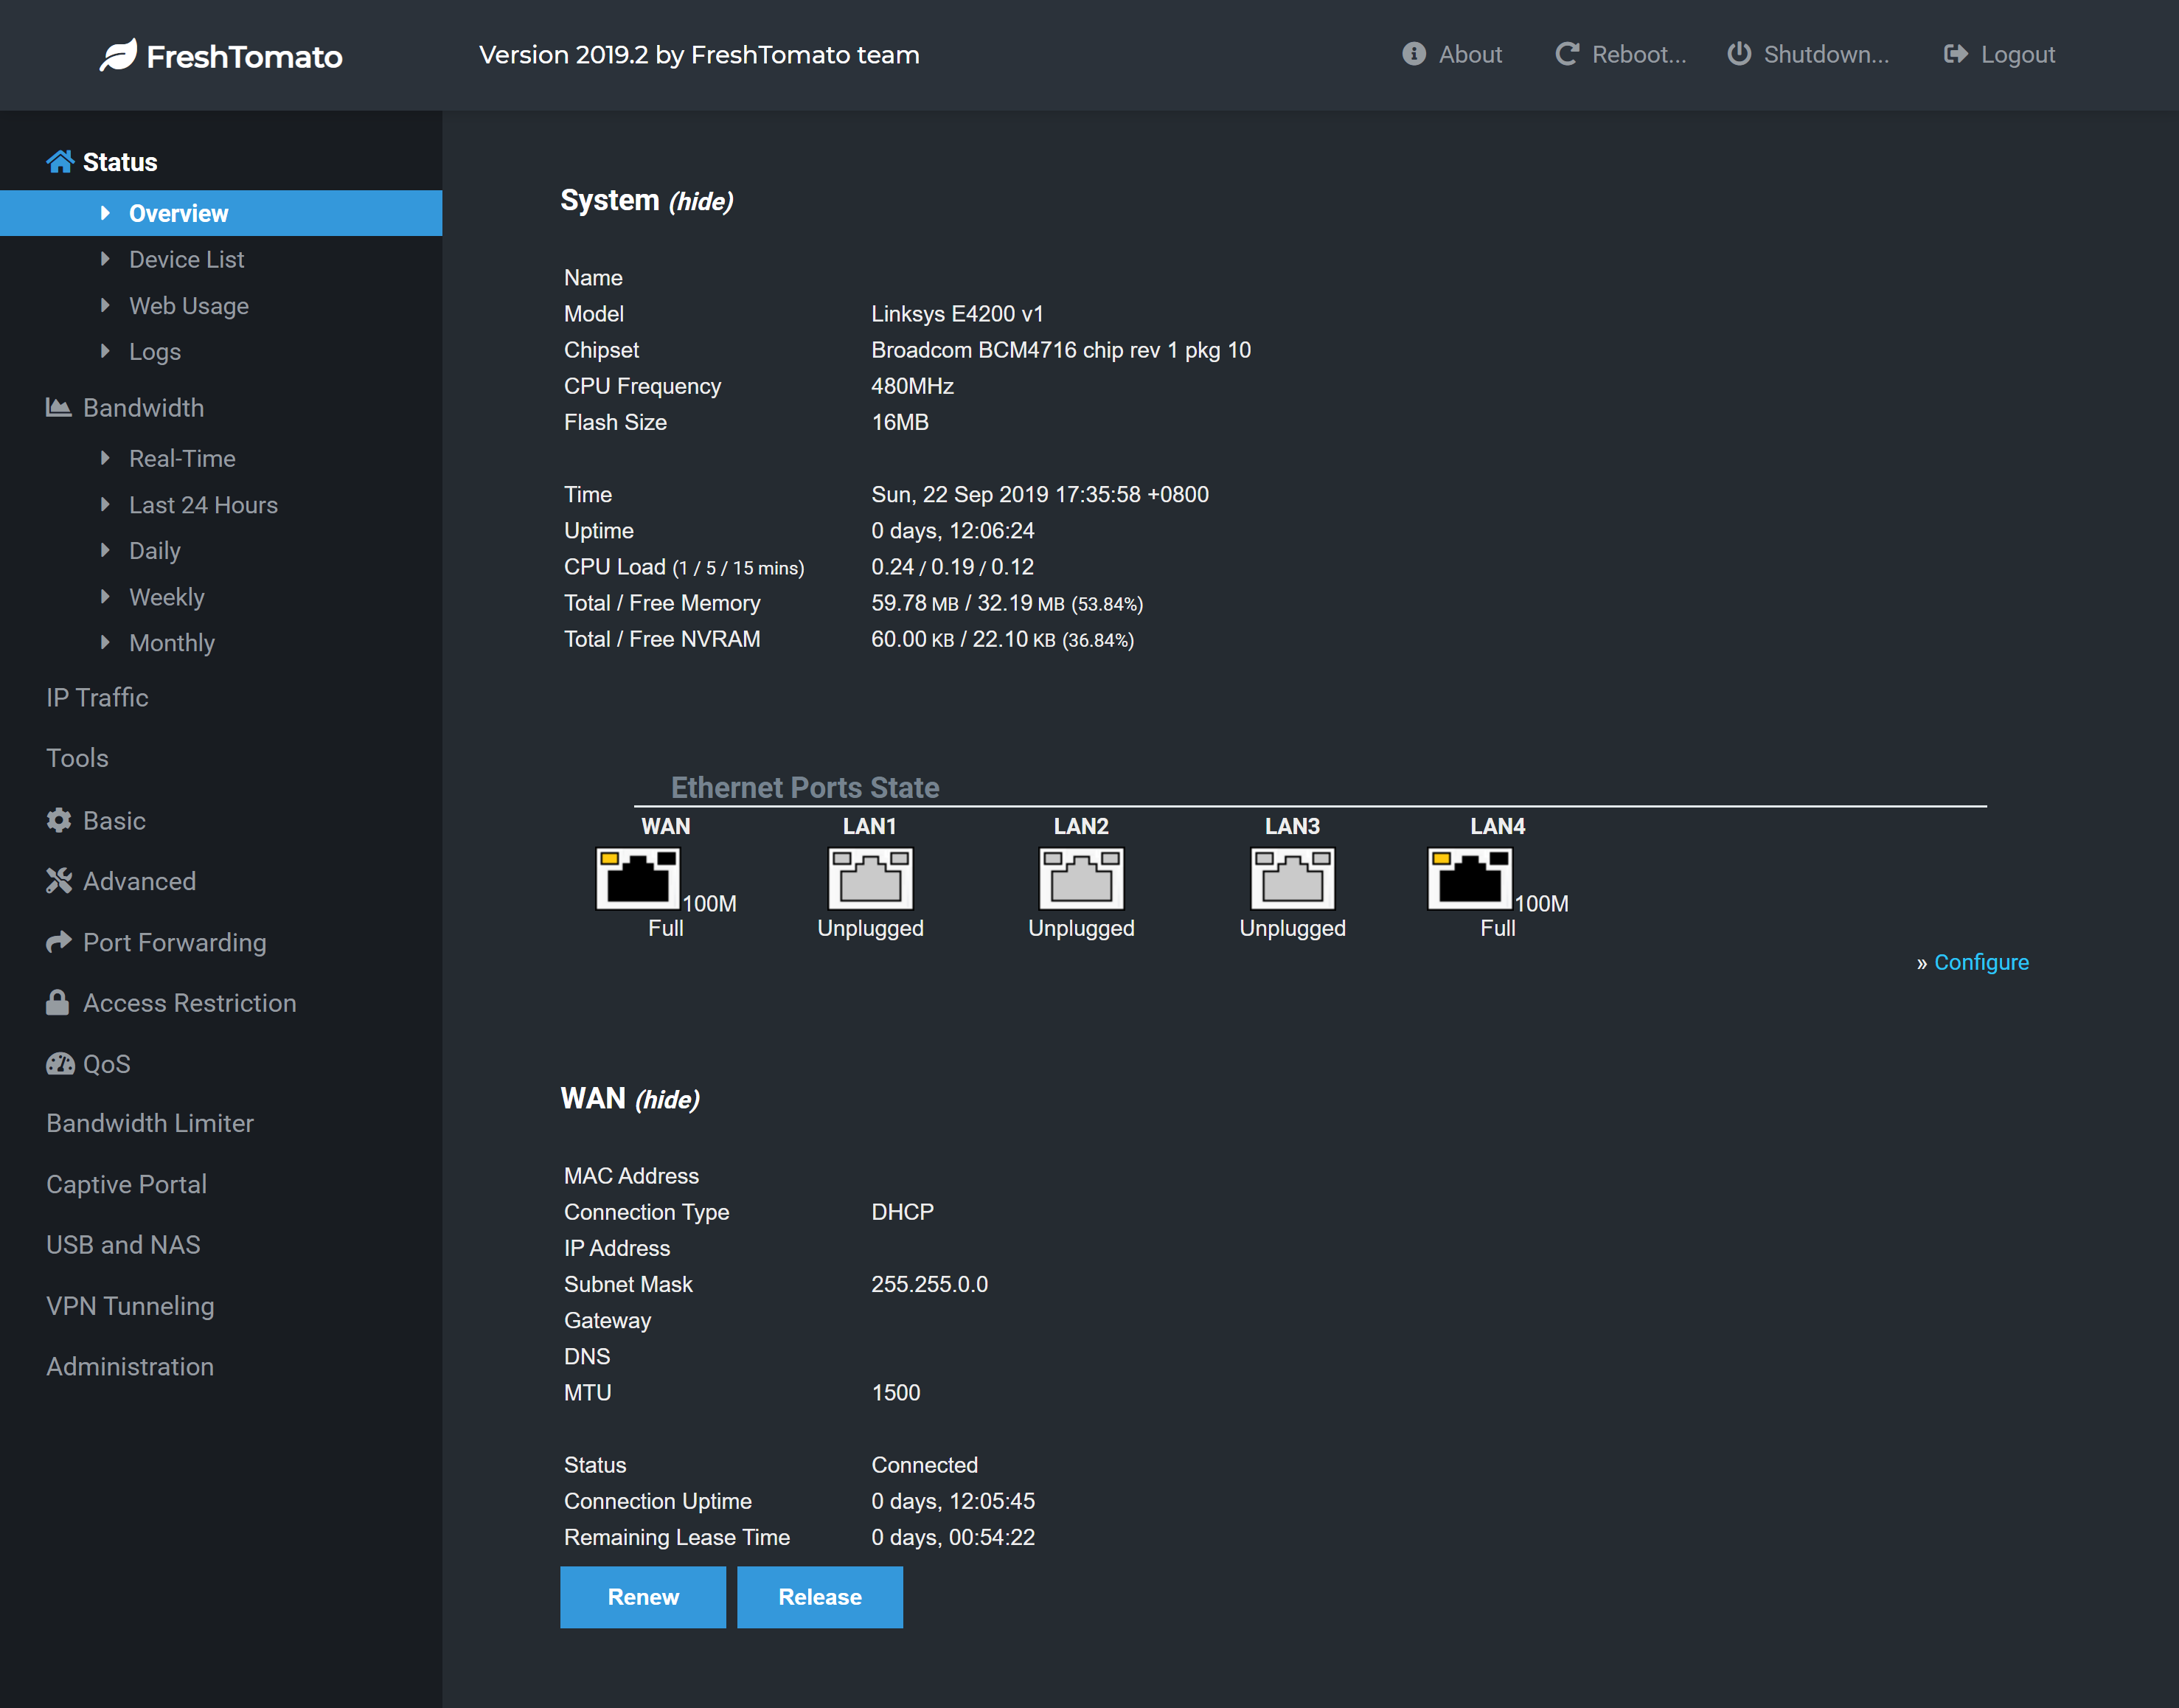 FreshTomato
Version 2019.2 by FreshTomato team
About
Reboot...
Shutdown...
Logout
Status
Overview
Device List
Web Usage
Logs
Bandwidth
Real-Time
Last 24 Hours
Daily
Weekly
Monthly
IP Traffic
Tools
Basic
Advanced
Port Forwarding
Access Restriction
QoS
Bandwidth Limiter
Captive Portal
USB and NAS
VPN Tunneling
Administration
System (hide)
Name
Model Linksys E4200 v1
Chipset Broadcom BCM4716 chip rev 1 pkg 10
CPU Frequency 480MHz
Flash Size 16MB
Time Sun, 22 Sep 2019 17:35:58 +0800
Uptime 0 days, 12:06:24
CPU Load (1 / 5 / 15 mins) 0.24 / 0.19 / 0.12
Total / Free Memory 59.78 MB / 32.19 MB (53.84%)
Total / Free NVRAM 60.00 KB / 22.10 KB (36.84%)
Ethernet Ports State
WAN LAN1 LAN2 LAN3 LAN4
100M 100M
Full Unplugged Unplugged Unplugged Full
» Configure
WAN (hide)
MAC Address
Connection Type DHCP
IP Address
Subnet Mask 255.255.0.0
Gateway
DNS
MTU 1500
Status Connected
Connection Uptime 0 days, 12:05:45
Remaining Lease Time 0 days, 00:54:22
Renew Release